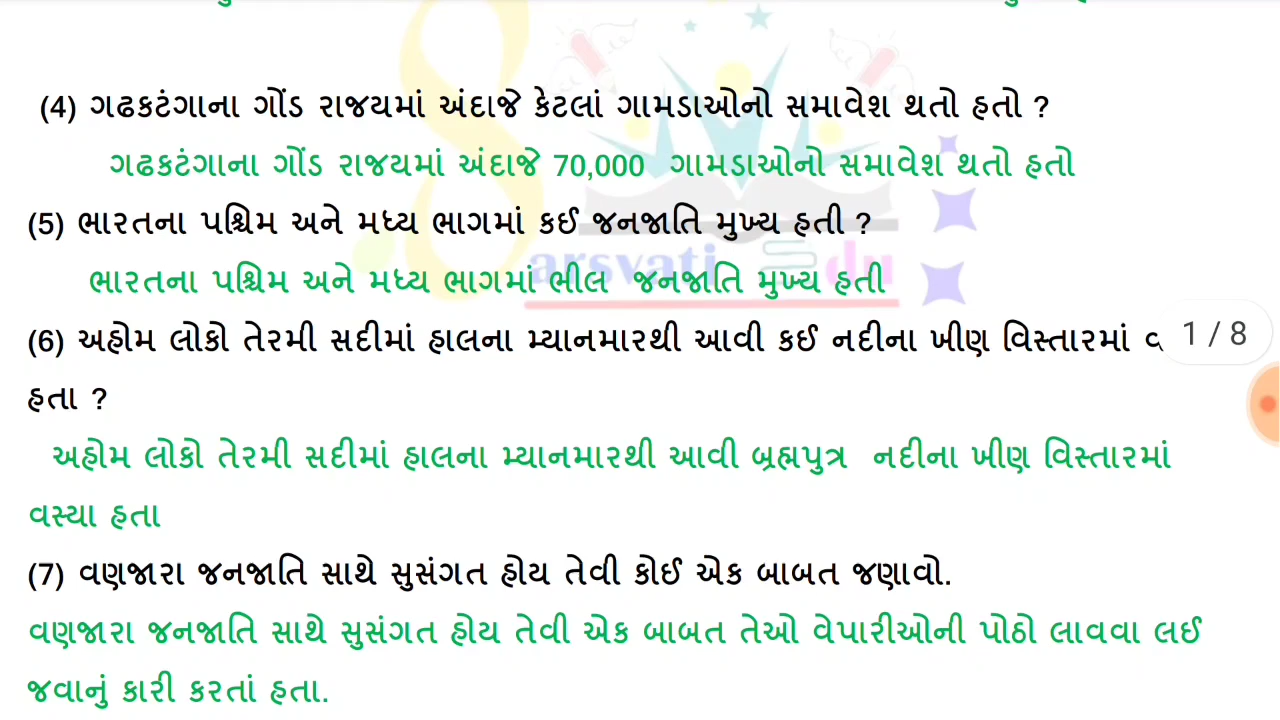 (4) ગઢકટંગાના ગોંડ રાજયમાં અંદાજે કેટલાં ગામડાઓનો સમાવેશ થતો હતો ?
ગઢકટંગાના ગોંડ રાજયમાં અંદાજે 70,000 ગામડાઓનો સમાવેશ થતો હતો
(5) ભારતના પશ્ચિમ અને મધ્ય ભાગમાં કઈ જનજાતિ મુખ્ય હતી ?
arsvati du
ભારતના પશ્ચિમ અને મધ્ય ભાગમાં ભીલ જનજાતિ મુખ્ય હતી
(6) અહોમ લોકો તેરમી સદીમાં હાલના મ્યાનમારથી આવી કઈ નદીના ખીણ વિસ્તારમાં
1 / 8
હતા ?
અહોમ લોકો તેરમી સદીમાં હાલના મ્યાનમારથી આવી બ્રહ્મપુત્ર નદીના ખીણ વિસ્તારમાં
વસ્યા હતા
(7) વણજારા જનજાતિ સાથે સુસંગત હોય તેવી કોઈ એક બાબત જણાવો.
વણજારા જનજાતિ સાથે સુસંગત હોય તેવી એક બાબત તેઓ વેપારીઓની પોઠો લાવવા લઈ
જવાનું કારી કરતાં હતા.